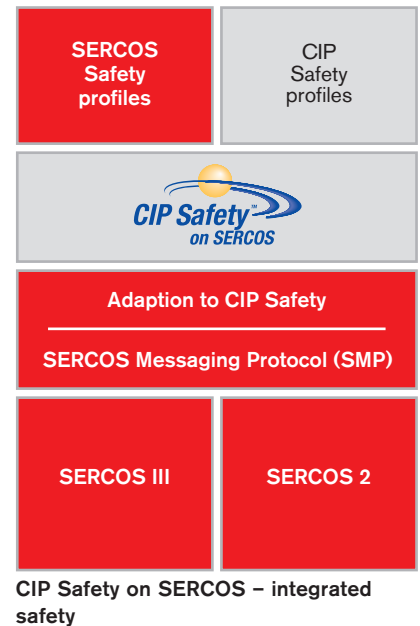 SERCOS
Safety
profiles
CIP
Safety
profiles
CIP Safety™
on SERCOS
Adaption to CIP Safety
SERCOS Messaging Protocol (SMP)
SERCOS III
SERCOS 2
CIP Safety on SERCOS – integrated
safety